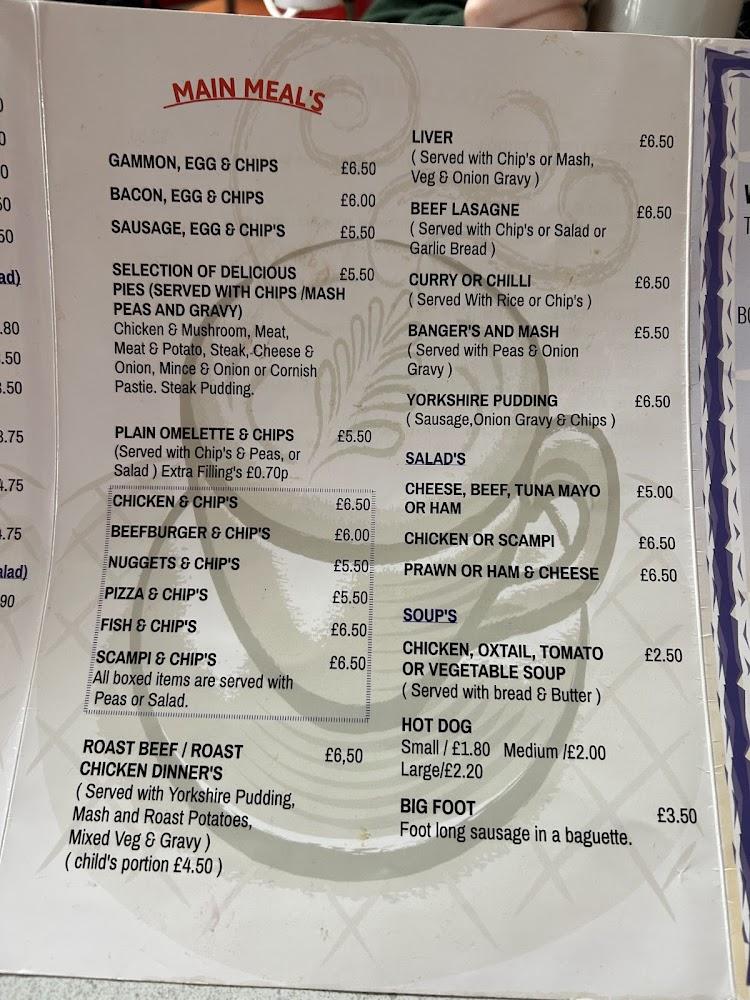 MAIN MEAL'S
GAMMON, EGG & CHIPS £6.50
BACON, EGG & CHIPS £6.00
SAUSAGE, EGG & CHIP'S £5.50
SELECTION OF DELICIOUS £5.50
PIES (SERVED WITH CHIPS /MASH
PEAS AND GRAVY)
Chicken & Mushroom, Meat,
Meat & Potato, Steak, Cheese &
Onion, Mince & Onion or Cornish
Pastie. Steak Pudding.
PLAIN OMELETTE & CHIPS £5.50
(Served with Chip's & Peas, or
Salad ) Extra Filling's £0.70p
CHICKEN & CHIP'S £6.50
BEEFBURGER & CHIP'S £6.00
NUGGETS & CHIP'S £5.50
PIZZA & CHIP'S £5.50
FISH & CHIP'S £6.50
SCAMPI & CHIP'S £6.50
All boxed items are served with
Peas or Salad.
ROAST BEEF / ROAST £6,50
CHICKEN DINNER'S
( Served with Yorkshire Pudding,
Mash and Roast Potatoes,
Mixed Veg & Gravy )
( child's portion £4.50 )
LIVER £6.50
( Served with Chip's or Mash,
Veg & Onion Gravy )
BEEF LASAGNE £6.50
( Served with Chip's or Salad or
Garlic Bread )
CURRY OR CHILLI £6.50
( Served With Rice or Chip's )
BANGER'S AND MASH £5.50
( Served with Peas & Onion
Gravy )
YORKSHIRE PUDDING £6.50
( Sausage,Onion Gravy & Chips )
SALAD'S
CHEESE, BEEF, TUNA MAYO £5.00
OR HAM
CHICKEN OR SCAMPI £6.50
PRAWN OR HAM & CHEESE £6.50
SOUP'S
CHICKEN, OXTAIL, TOMATO £2.50
OR VEGETABLE SOUP
( Served with bread & Butter )
HOT DOG
Small / £1.80 Medium /£2.00
Large/£2.20
BIG FOOT £3.50
Foot long sausage in a baguette.